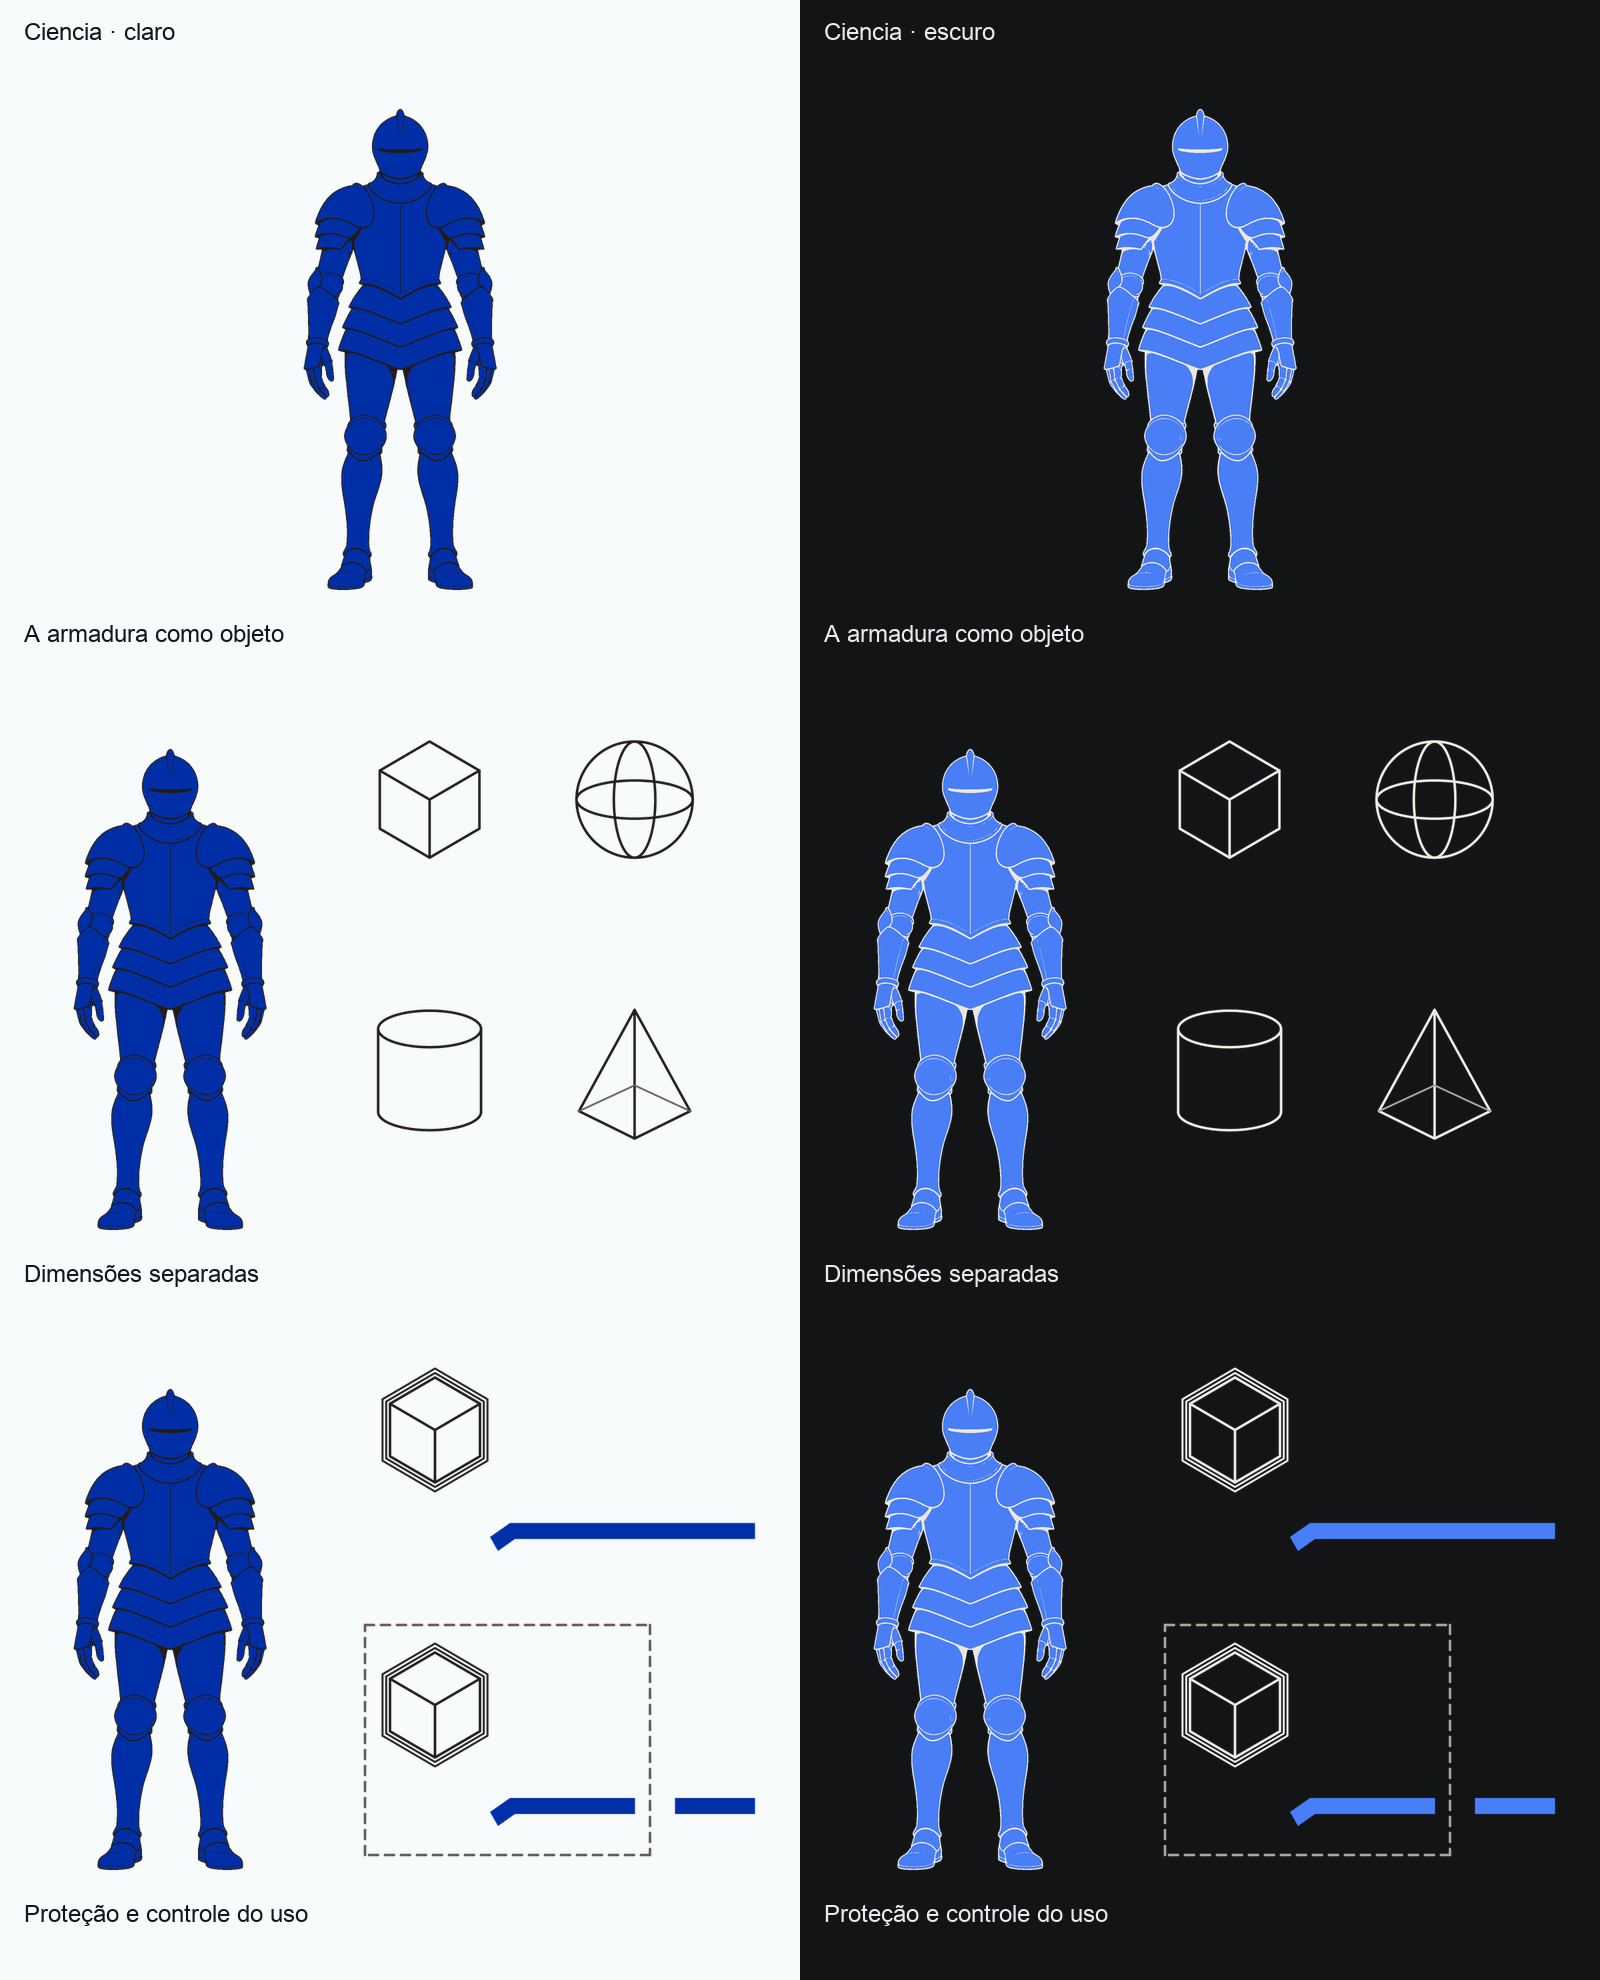 Ciencia · claro
Ciencia · escuro
A armadura como objeto
A armadura como objeto
Dimensões separadas
Dimensões separadas
Proteção e controle do uso
Proteção e controle do uso